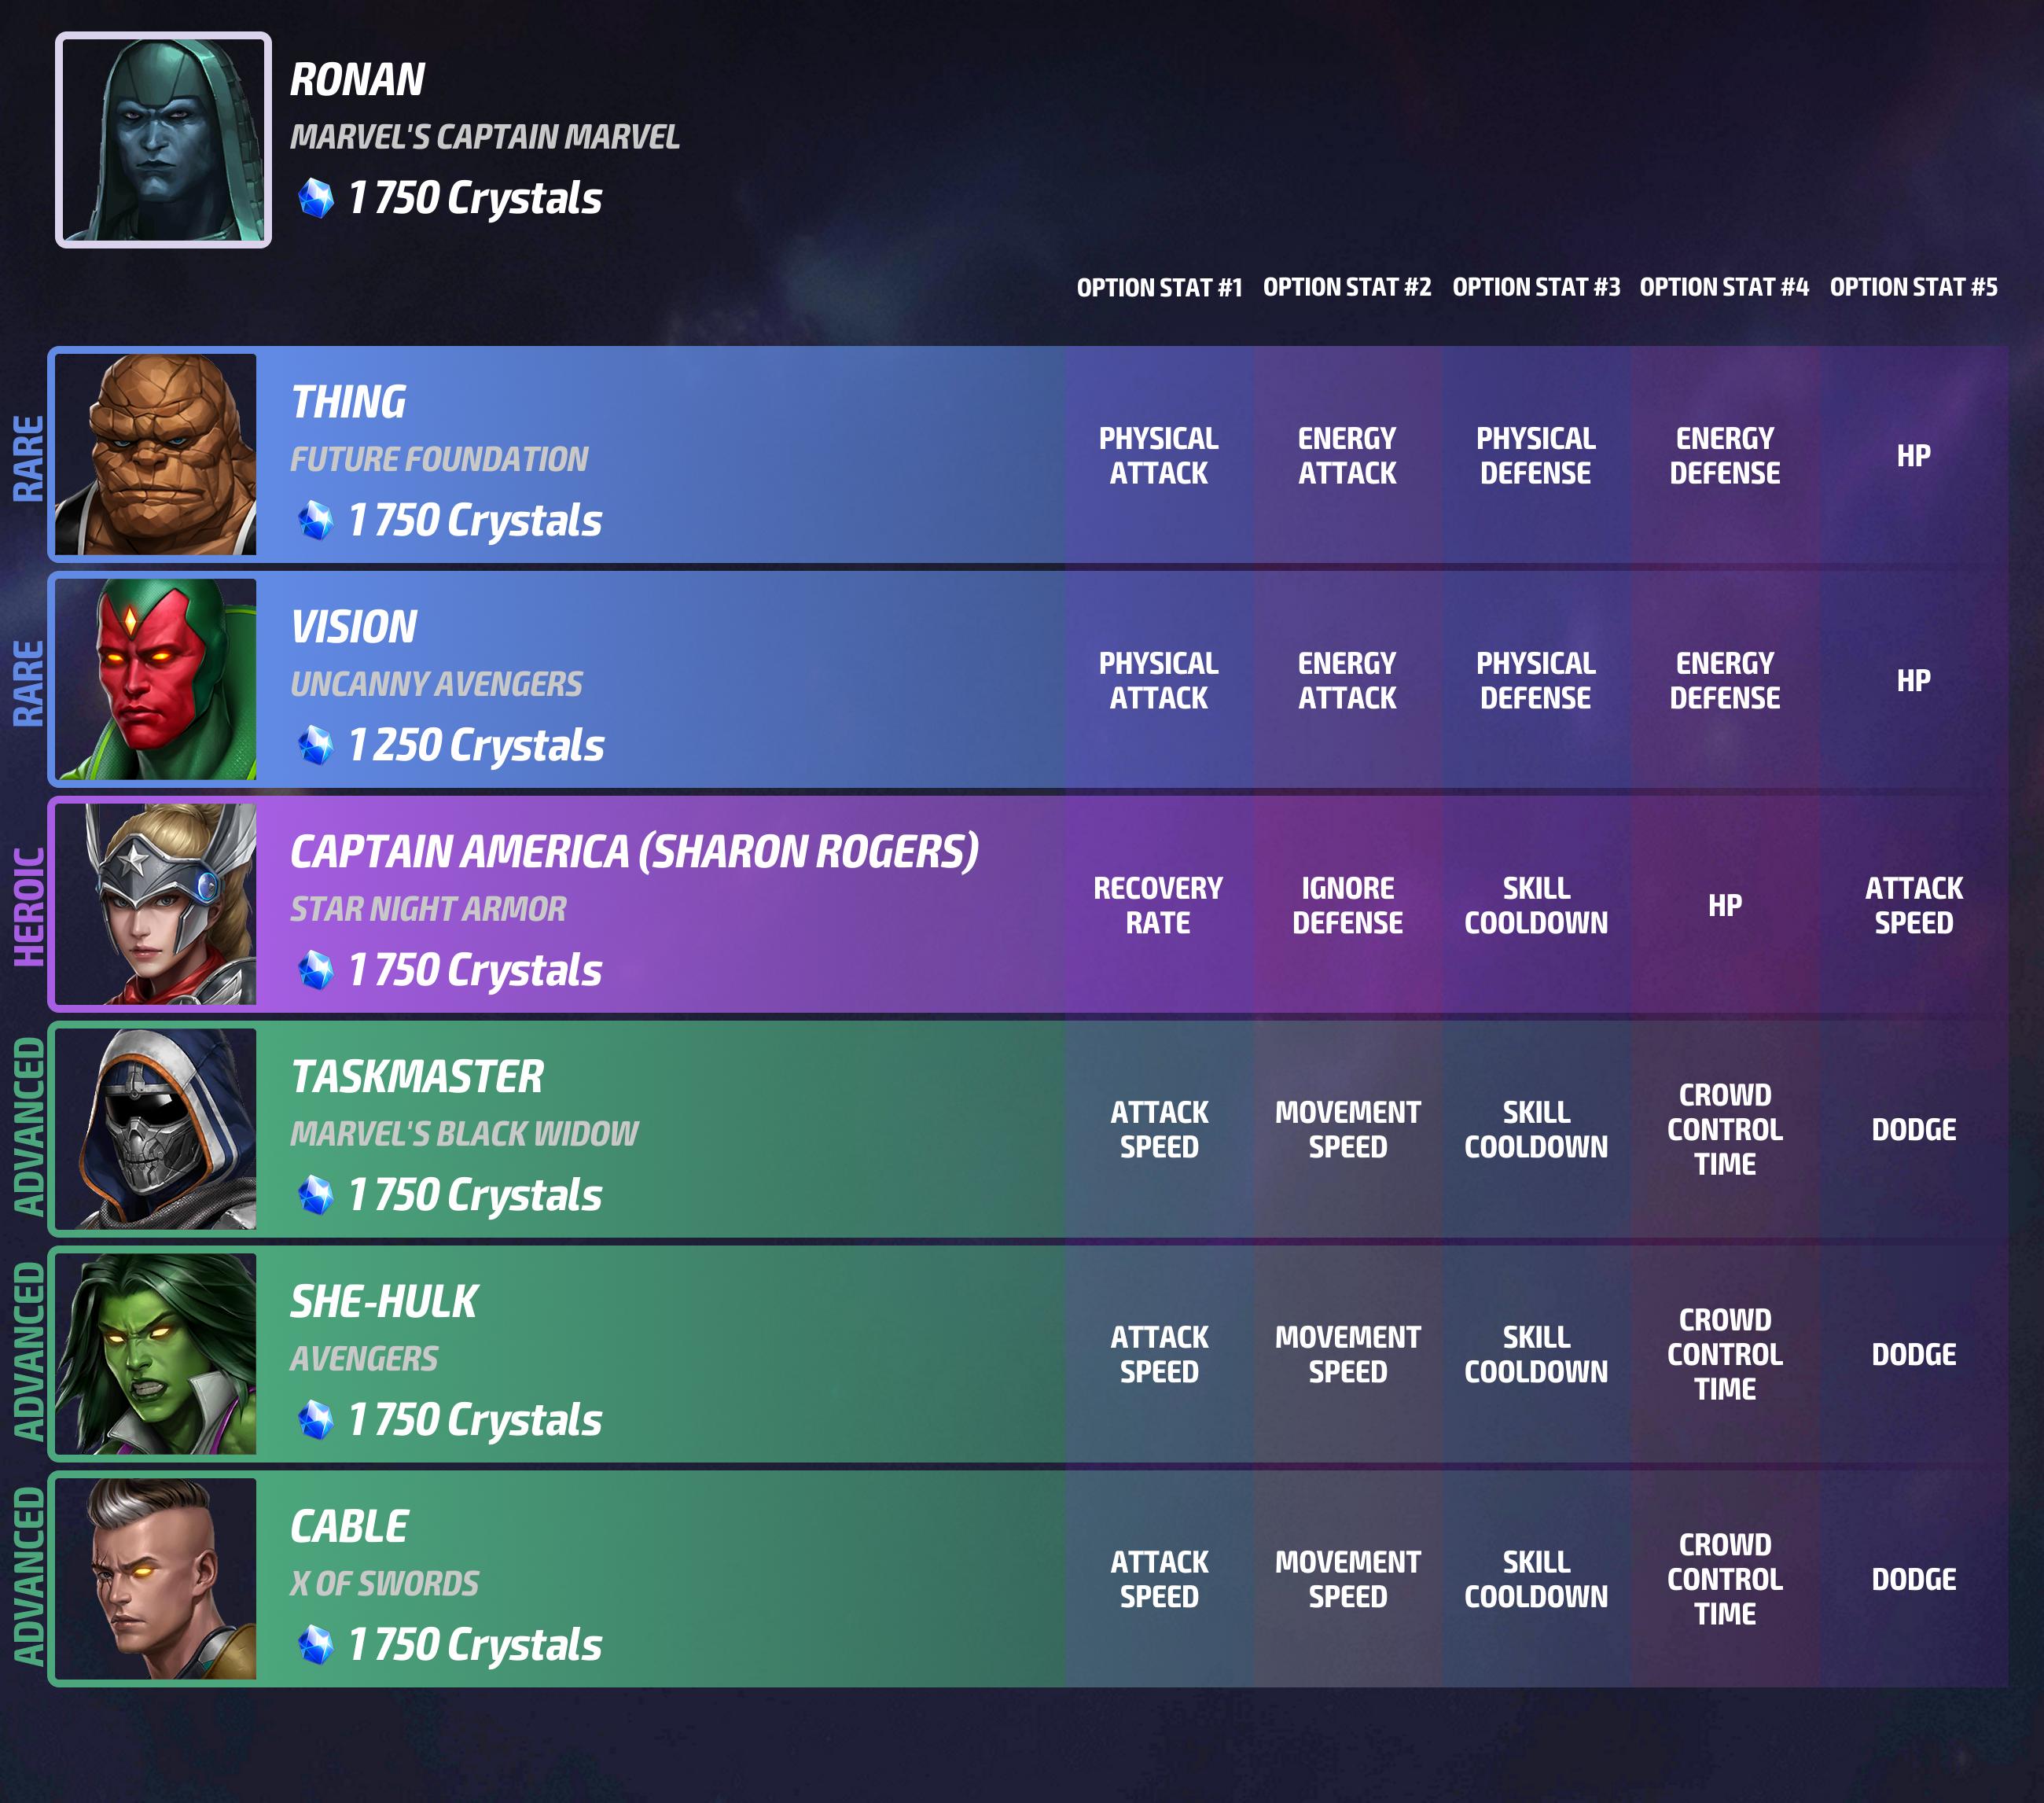 RONAN
MARVEL'S CAPTAIN MARVEL
1 750 Crystals
OPTION STAT #1 OPTION STAT #2 OPTION STAT #3 OPTION STAT #4 OPTION STAT #5
RARE
THING
FUTURE FOUNDATION
1 750 Crystals
PHYSICAL
ATTACK
ENERGY
ATTACK
PHYSICAL
DEFENSE
ENERGY
DEFENSE
HP
RARE
VISION
UNCANNY AVENGERS
1 250 Crystals
PHYSICAL
ATTACK
ENERGY
ATTACK
PHYSICAL
DEFENSE
ENERGY
DEFENSE
HP
HEROIC
CAPTAIN AMERICA (SHARON ROGERS)
STAR NIGHT ARMOR
1 750 Crystals
RECOVERY
RATE
IGNORE
DEFENSE
SKILL
COOLDOWN
HP
ATTACK
SPEED
ADVANCED
TASKMASTER
MARVEL'S BLACK WIDOW
1 750 Crystals
ATTACK
SPEED
MOVEMENT
SPEED
SKILL
COOLDOWN
CROWD
CONTROL
TIME
DODGE
ADVANCED
SHE-HULK
AVENGERS
1 750 Crystals
ATTACK
SPEED
MOVEMENT
SPEED
SKILL
COOLDOWN
CROWD
CONTROL
TIME
DODGE
ADVANCED
CABLE
X OF SWORDS
1 750 Crystals
ATTACK
SPEED
MOVEMENT
SPEED
SKILL
COOLDOWN
CROWD
CONTROL
TIME
DODGE